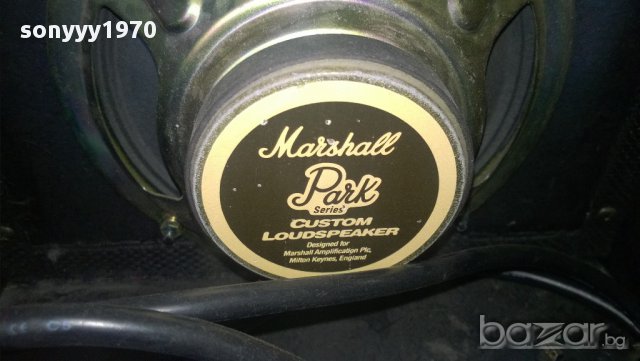 sonyyy1970
Marshall
Park
Series
CUSTOM
LOUDSPEAKER
Designed for
Marshall Amplification Plc,
Milton Keynes, England
bazar.bg